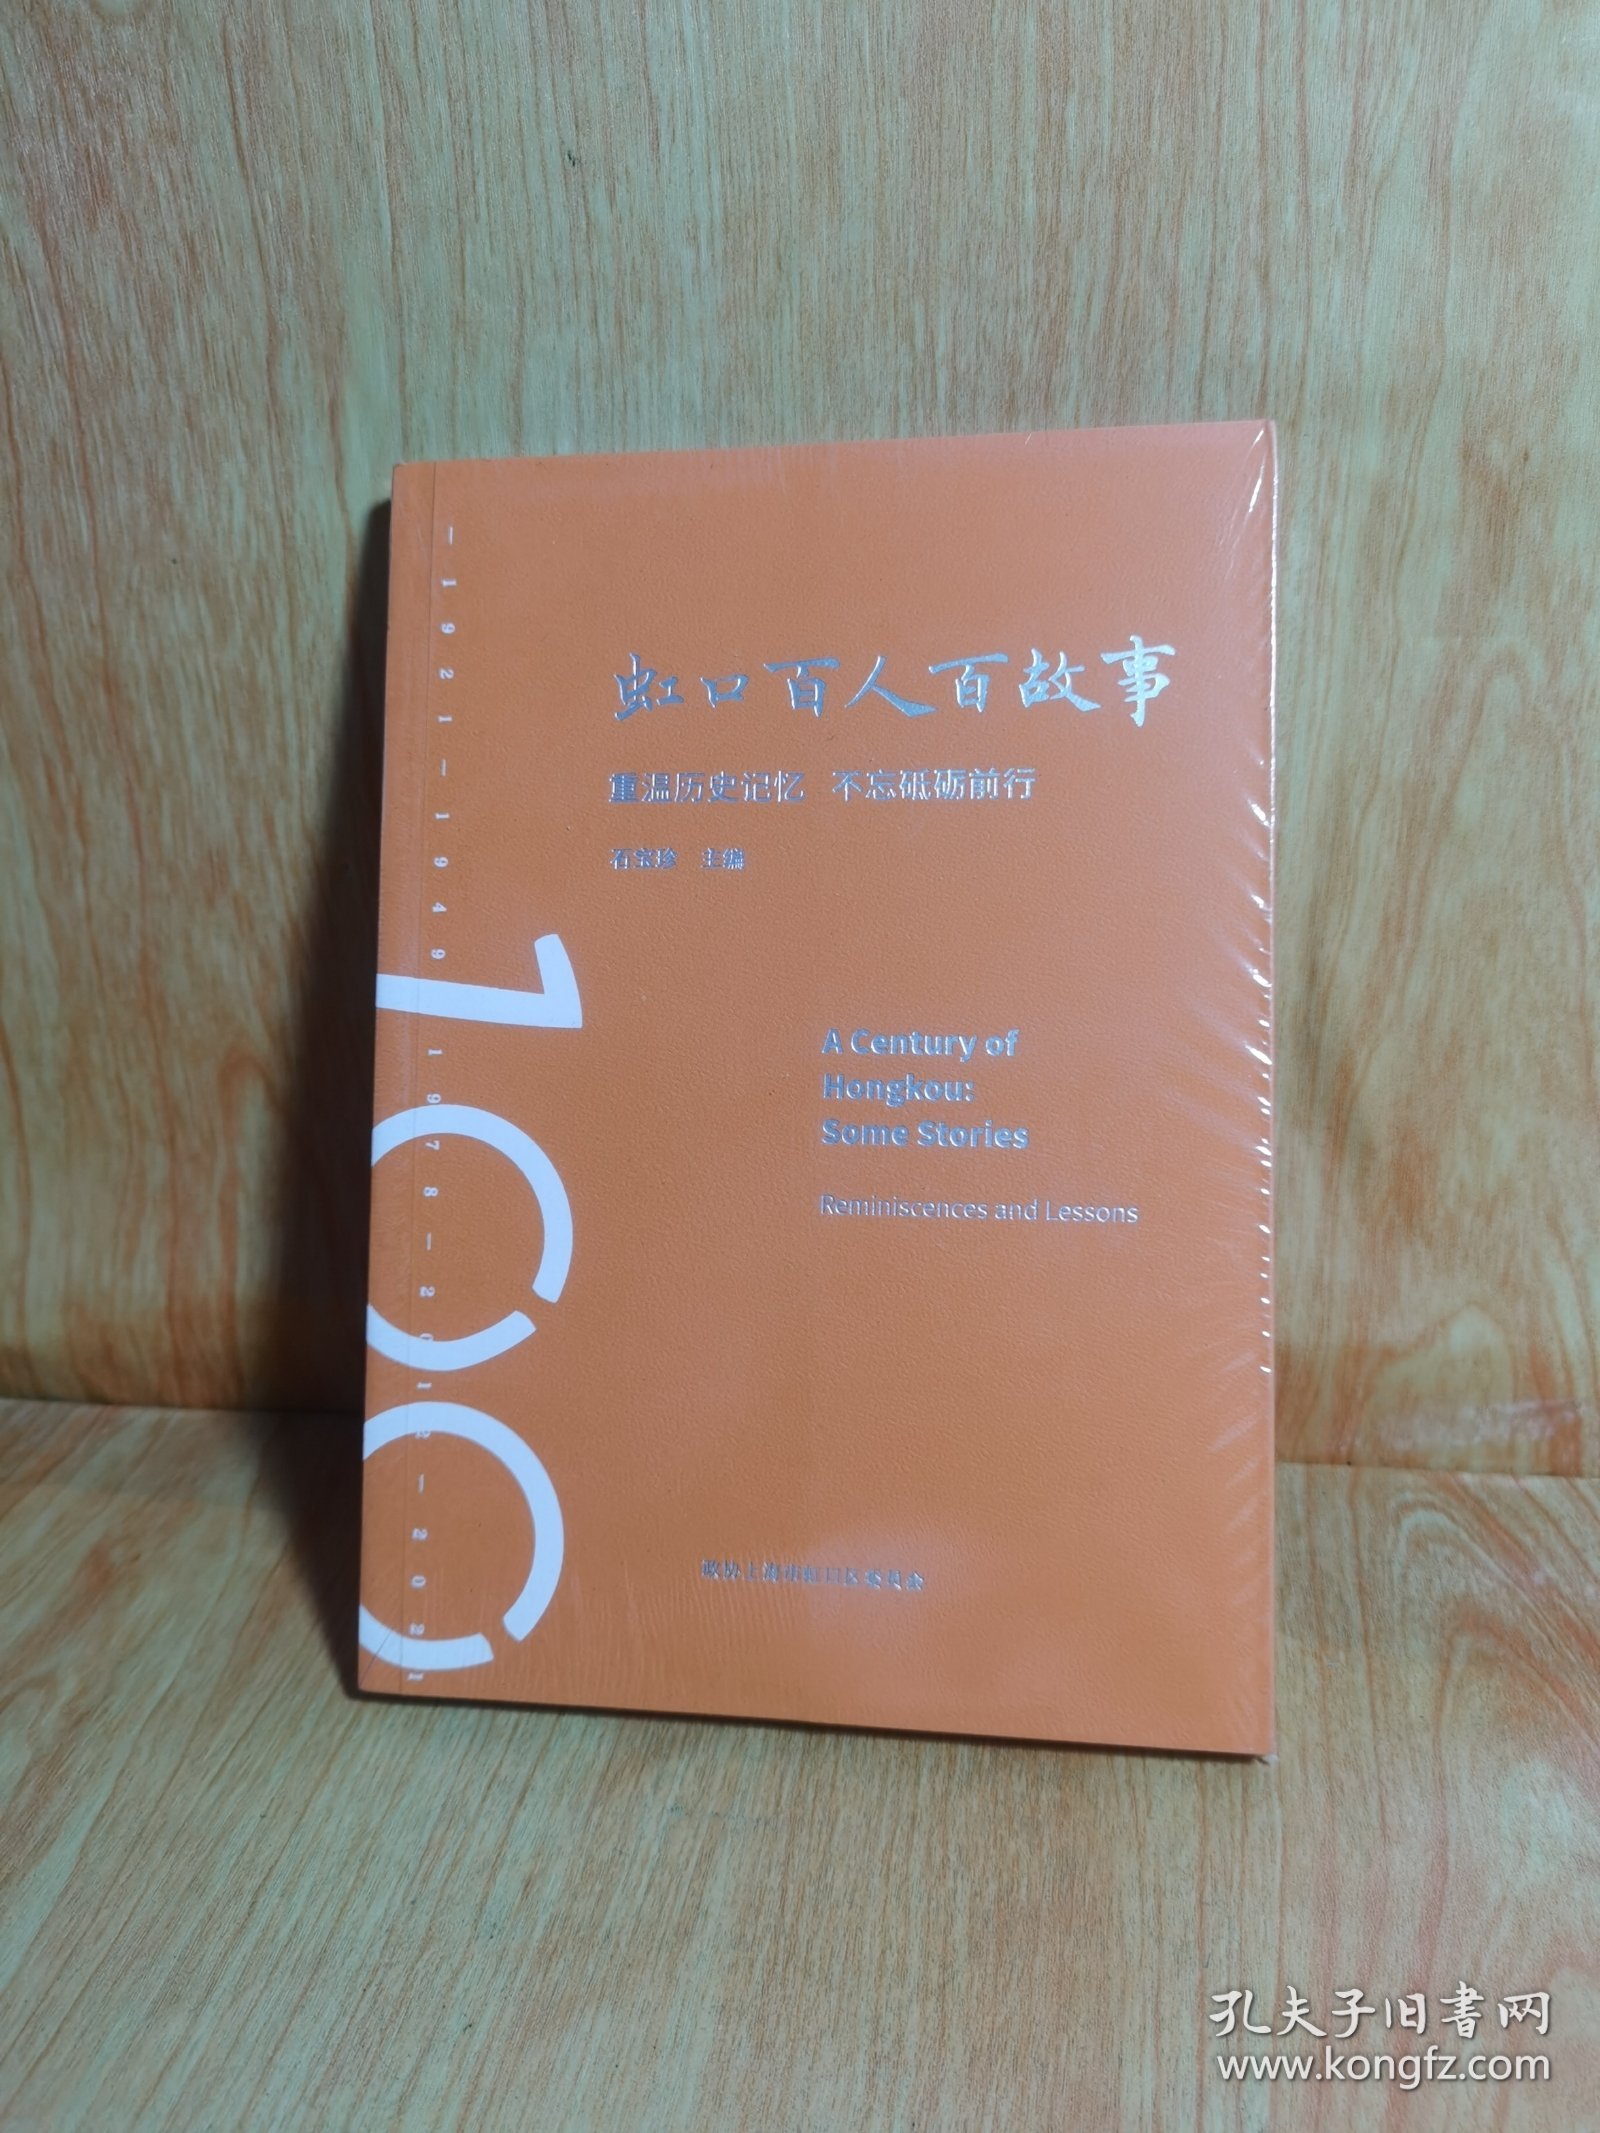 虹口百人百故事
重温历史记忆 不忘砥砺前行
石宝珍 主编
A Century of
Hongkou:
Some Stories
Reminiscences and Lessons
政协上海市虹口区委员会
—1921—1949—1978—2012—2021
100
孔夫子旧书网
www.kongfz.com